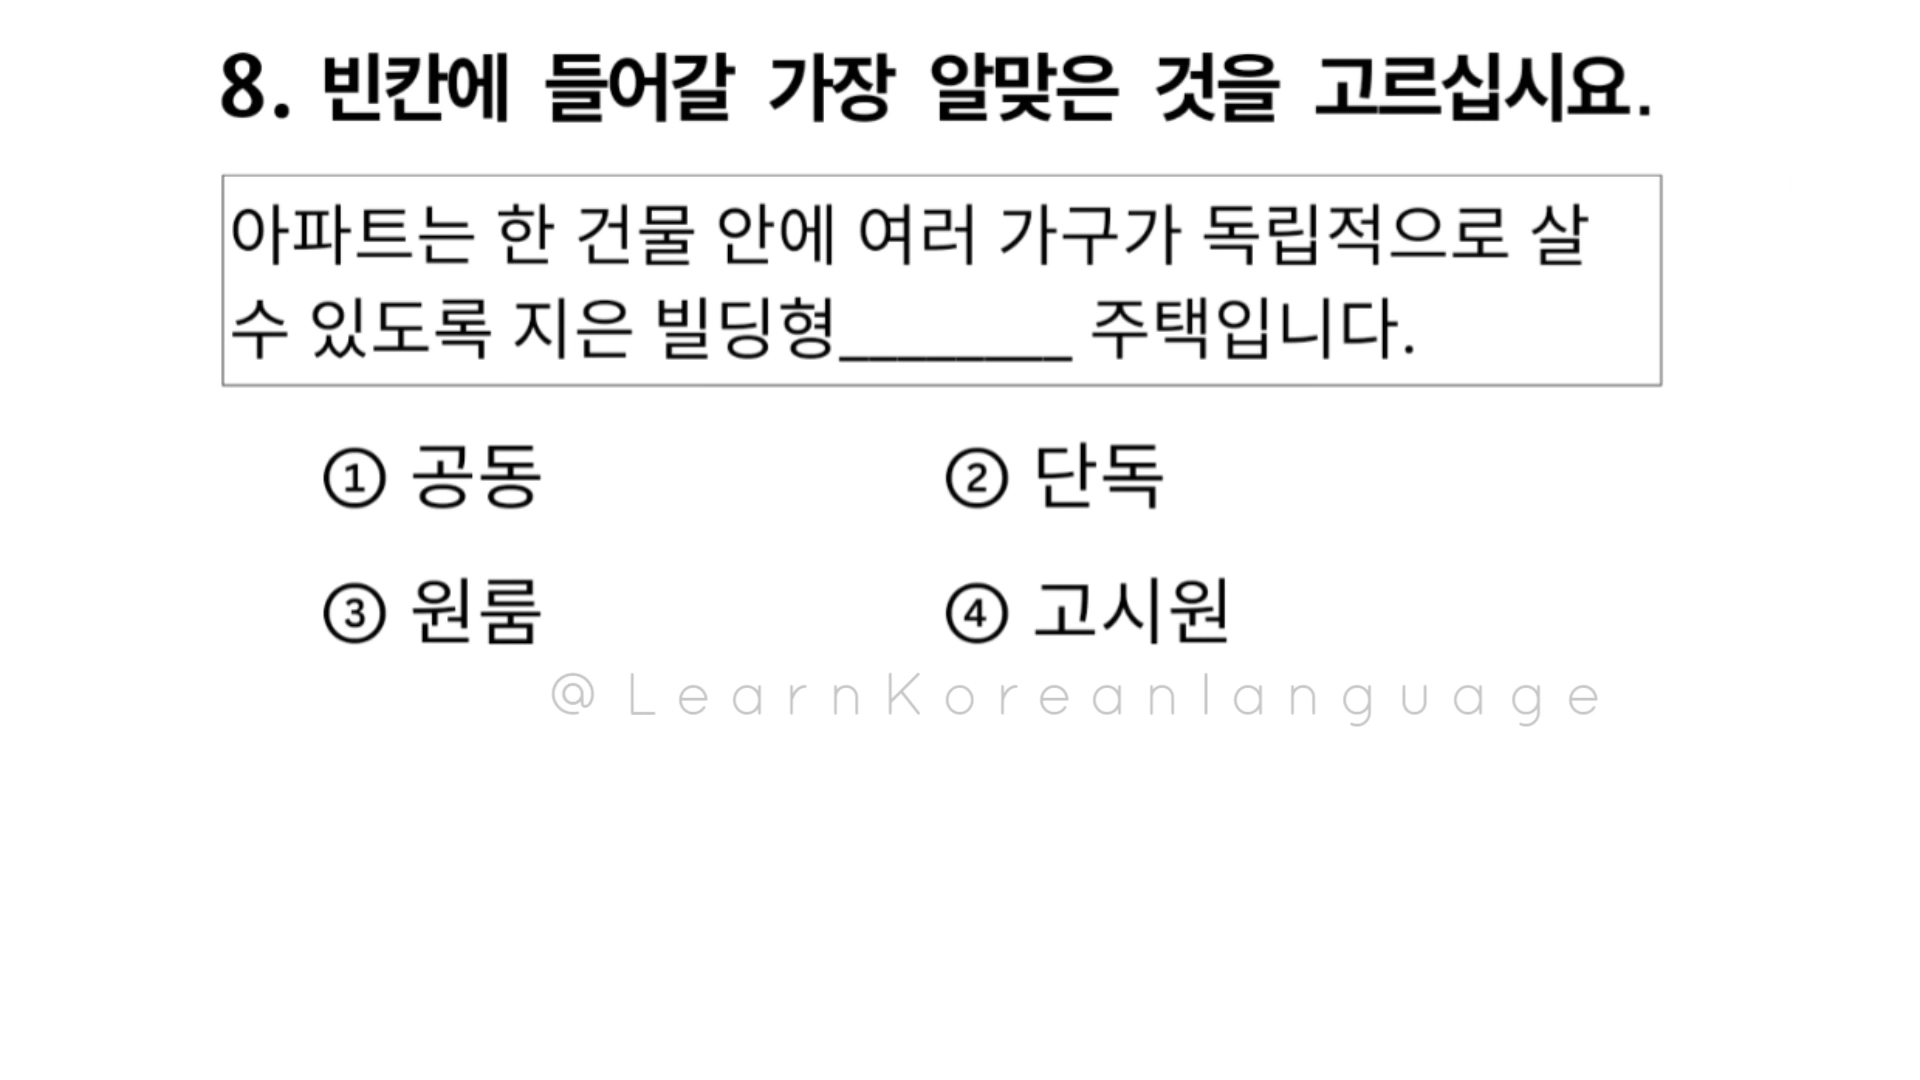 8. 빈칸에 들어갈 가장 알맞은 것을 고르십시요.
아파트는 한 건물 안에 여러 가구가 독립적으로 살
수 있도록 지은 빌딩형________ 주택입니다.
① 공동 ② 단독
③ 원룸 ④ 고시원
@LearnKoreanlanguage